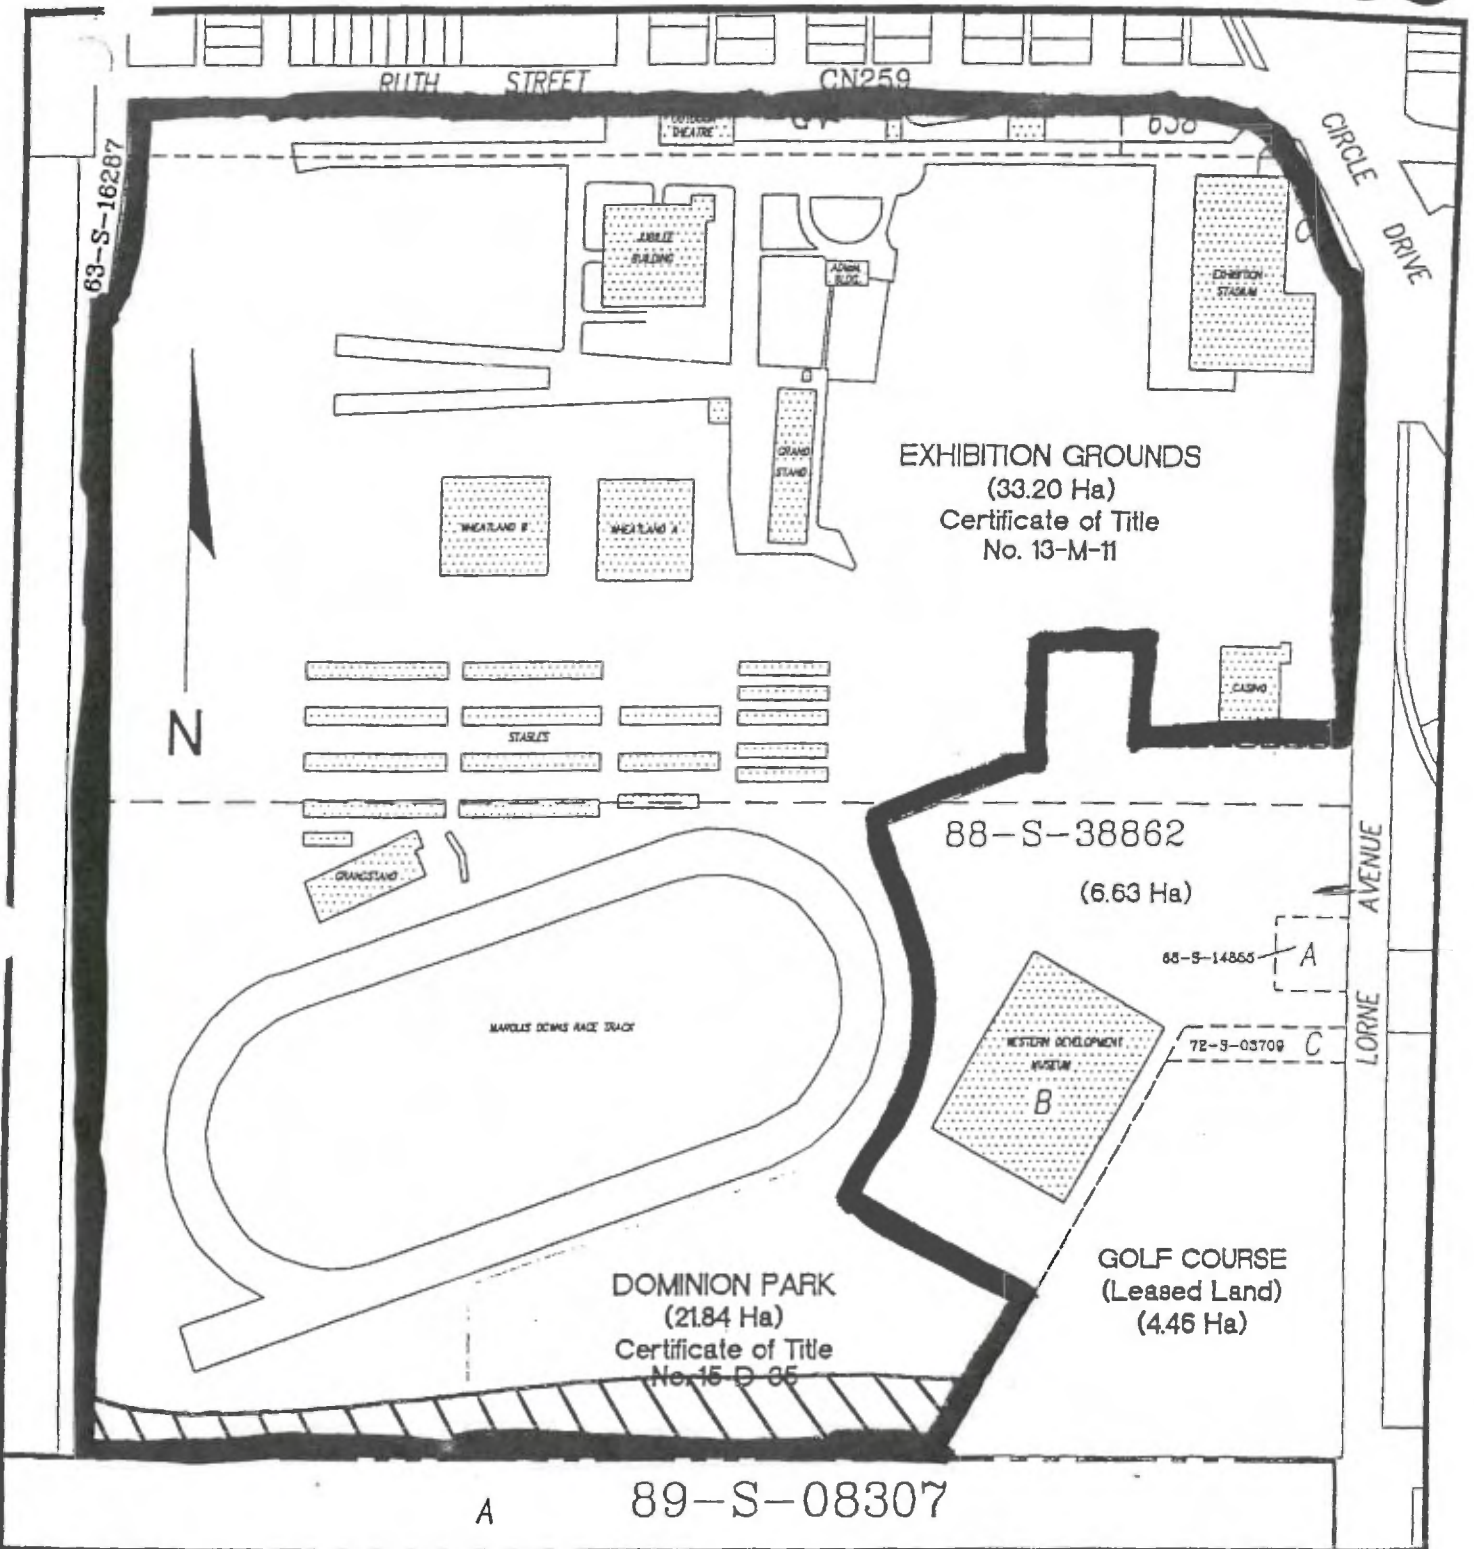 RUTH STREET CN259
CIRCLE DRIVE
63-S-16287
OUTDOOR
THEATRE
638
JUBILEE
BUILDING
ADMIN.
BLDG.
EXHIBITION
STADIUM
GRAND
STAND
EXHIBITION GROUNDS
(33.20 Ha)
Certificate of Title
No. 13-M-11
WHEATLAND B
WHEATLAND A
N
CASINO
STABLES
88-S-38862
(6.63 Ha)
GRANDSTAND
LORNE AVENUE
A
MARQUIS DOWNS RACE TRACK
WESTERN DEVELOPMENT
MUSEUM
B
72-S-03709 C
DOMINION PARK
(21.84 Ha)
Certificate of Title
No. 15-D-35
GOLF COURSE
(Leased Land)
(4.46 Ha)
A
89-S-08307